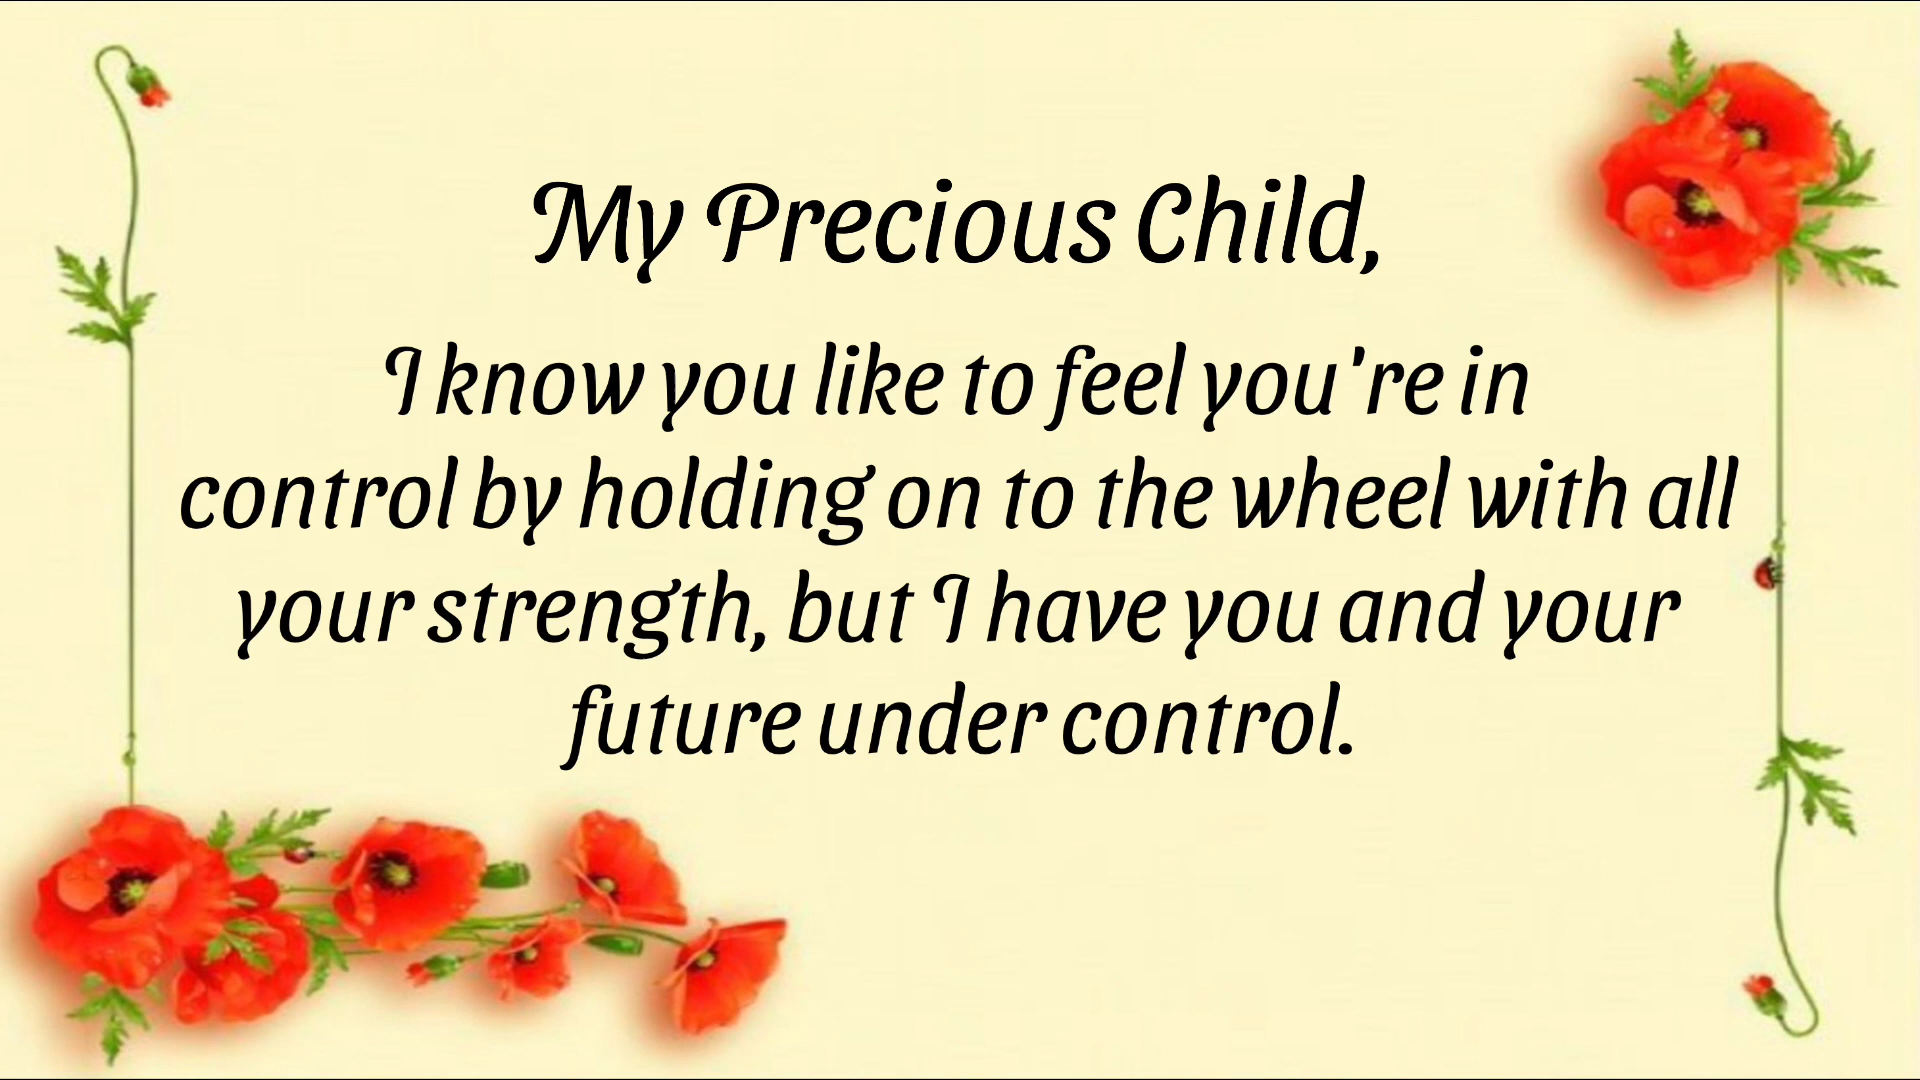 My Precious Child,
I know you like to feel you're in
control by holding on to the wheel with all
your strength, but I have you and your
future under control.